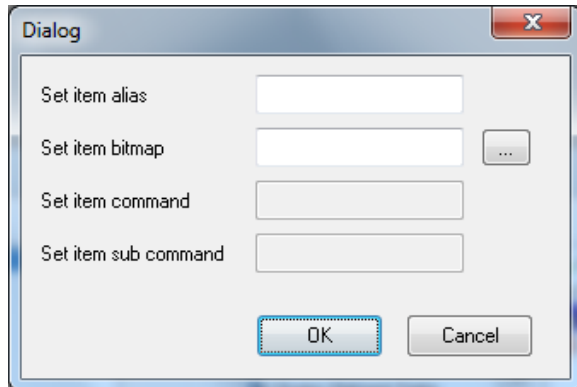 Dialog
Set item alias
Set item bitmap
...
Set item command
Set item sub command
OK
Cancel